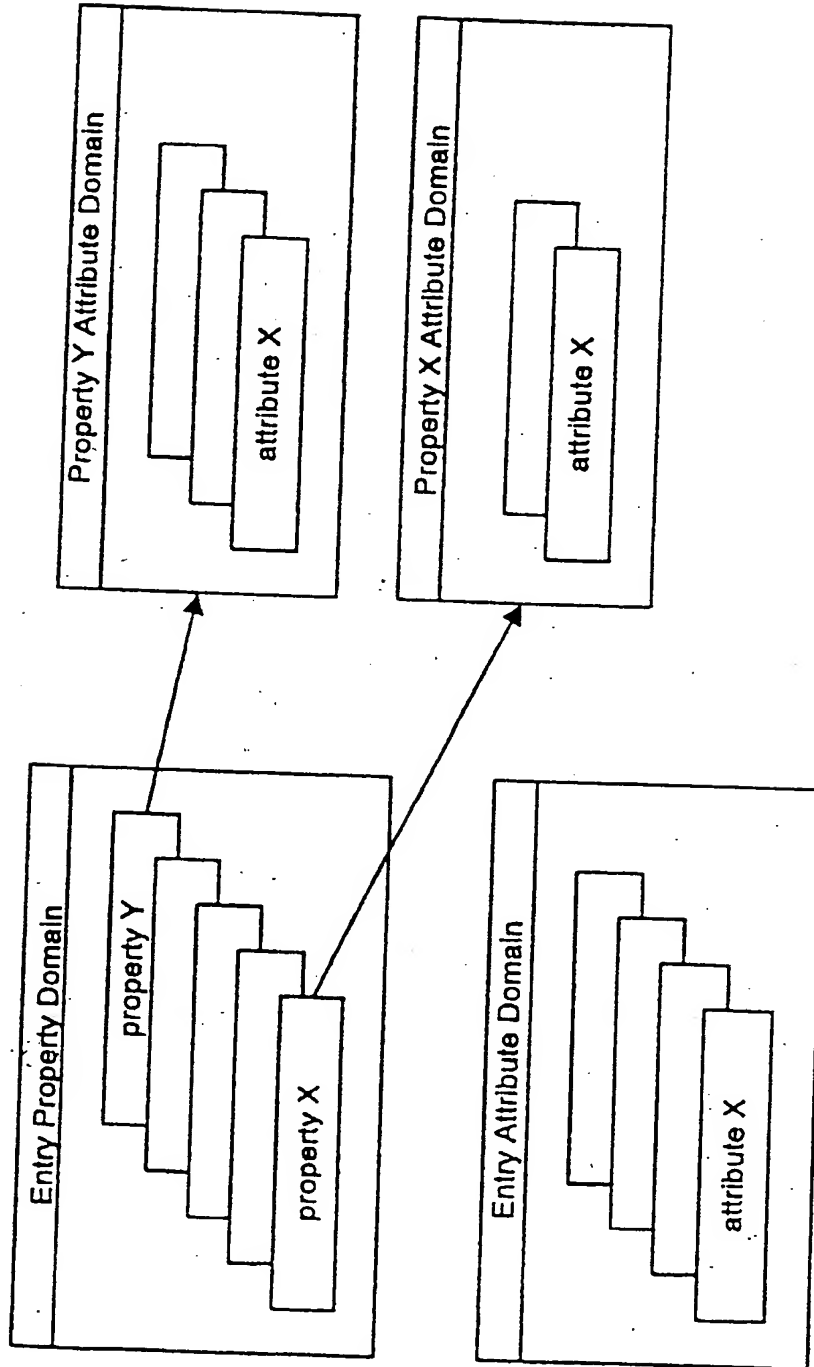 Entry Property Domain
property Y
property X
Property Y Attribute Domain
attribute X
Property X Attribute Domain
attribute X
Entry Attribute Domain
attribute X